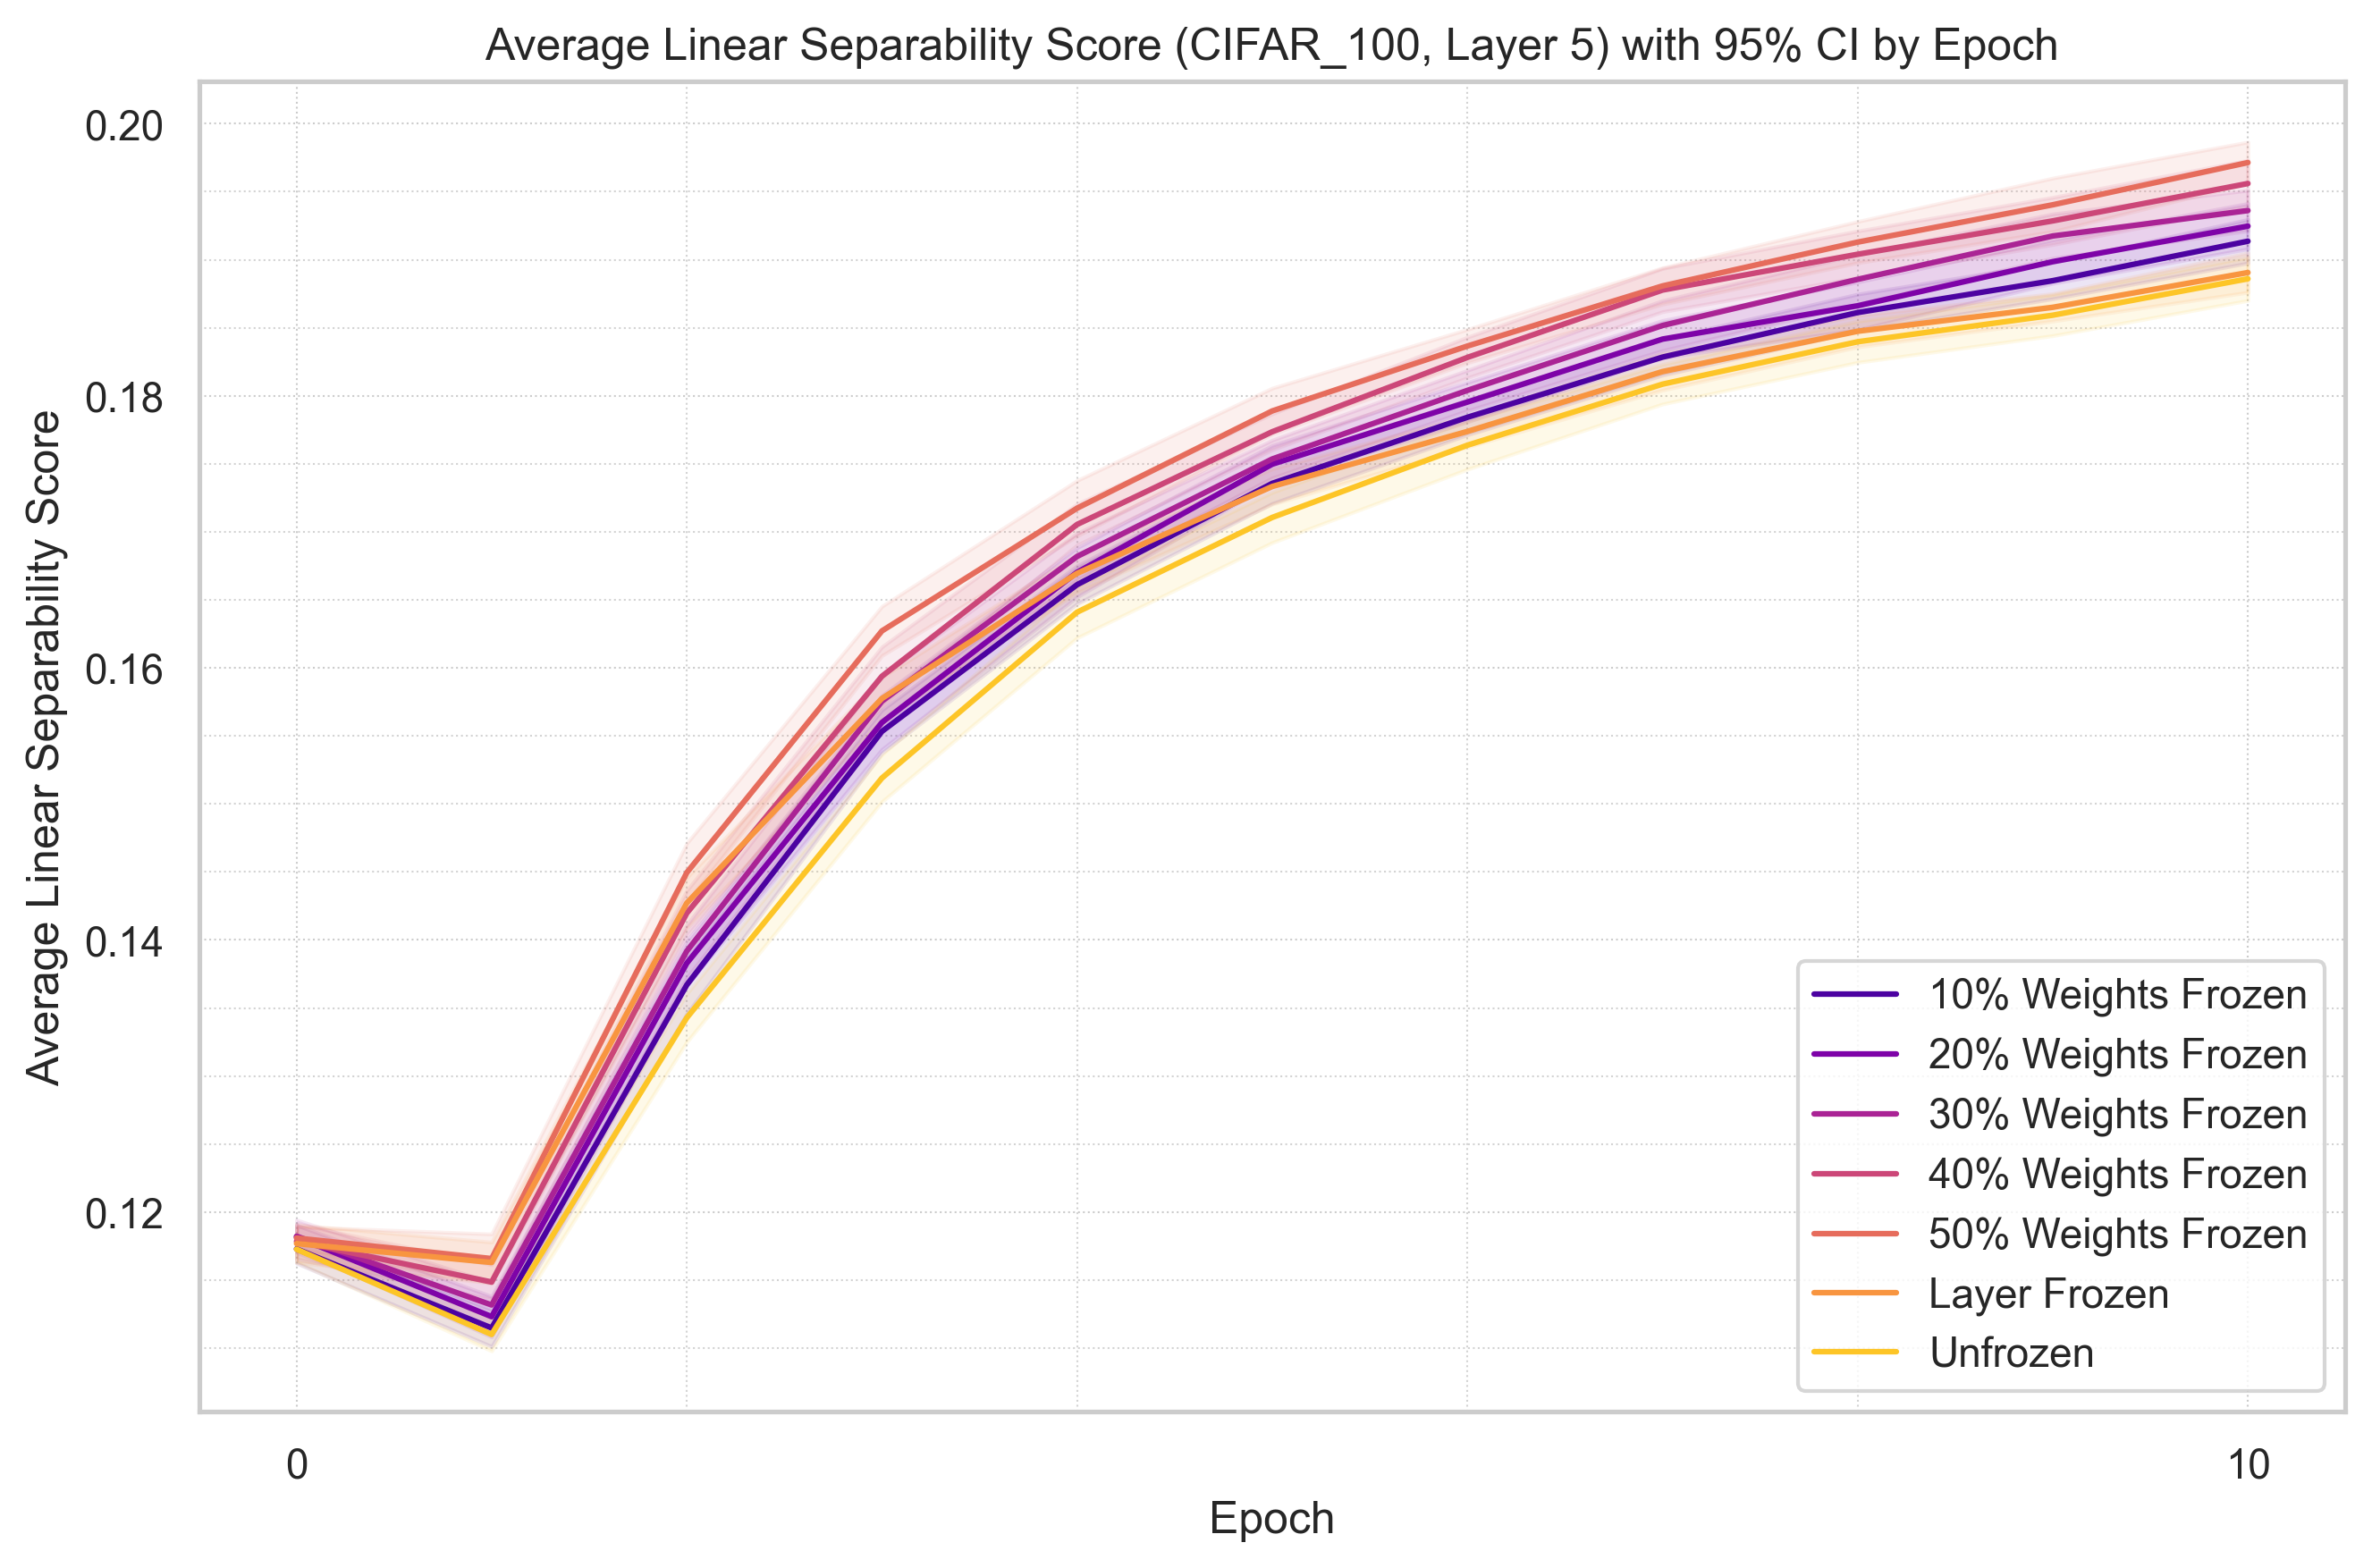 Average Linear Separability Score (CIFAR_100, Layer 5) with 95% CI by Epoch
Average Linear Separability Score
0.20
0.18
0.16
0.14
0.12
10% Weights Frozen
20% Weights Frozen
30% Weights Frozen
40% Weights Frozen
50% Weights Frozen
Layer Frozen
Unfrozen
0
10
Epoch